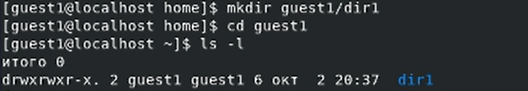 [guest1@localhost home]$ mkdir guest1/dir1
[guest1@localhost home]$ cd guest1
[guest1@localhost ~]$ ls -l
итого 0
drwxrwxr-x. 2 guest1 guest1 6 окт  2 20:37  dir1